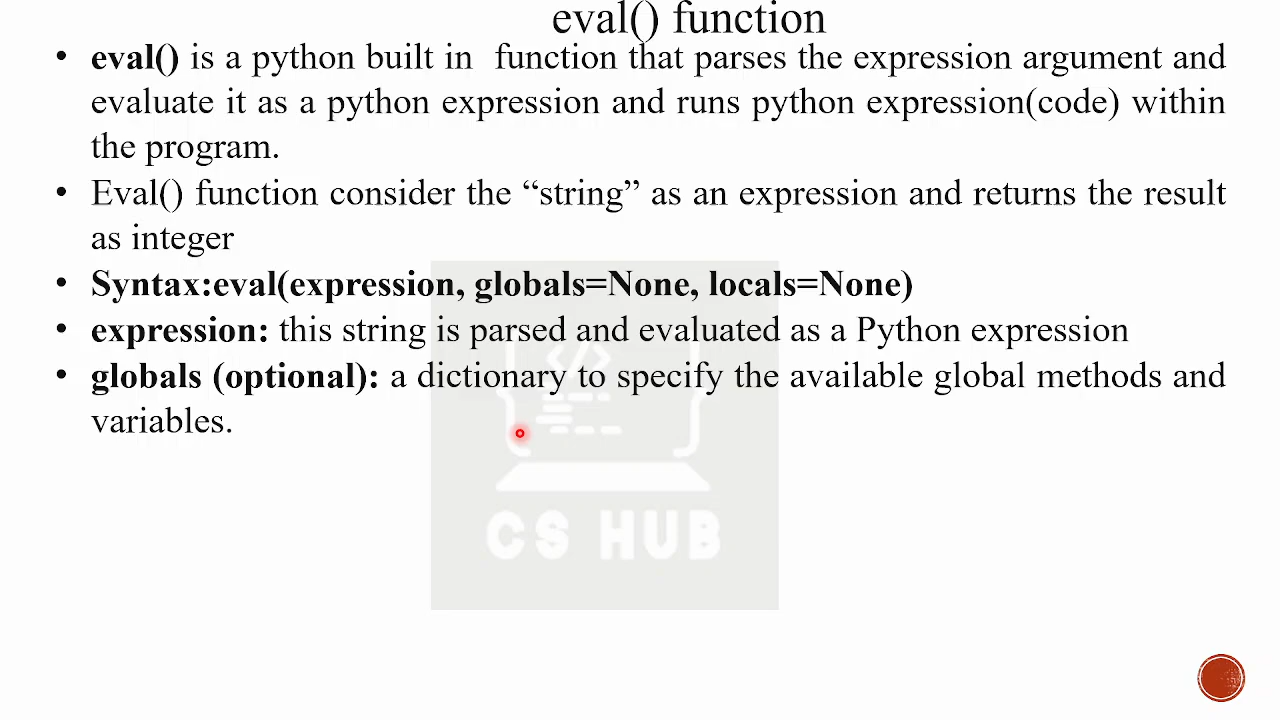 eval() function
• eval() is a python built in  function that parses the expression argument and
evaluate it as a python expression and runs python expression(code) within
the program.
• Eval() function consider the “string” as an expression and returns the result
as integer
• Syntax:eval(expression, globals=None, locals=None)
• expression: this string is parsed and evaluated as a Python expression
• globals (optional): a dictionary to specify the available global methods and
variables.
CS HUB